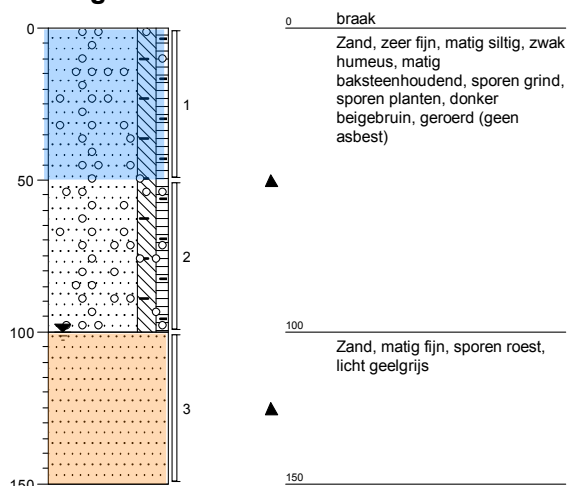 0
50
100
150
1
2
3
0
braak
Zand, zeer fijn, matig siltig, zwak
humeus, matig
baksteenhoudend, sporen grind,
sporen planten, donker
beigebruin, geroerd (geen
asbest)
100
Zand, matig fijn, sporen roest,
licht geelgrijs
150